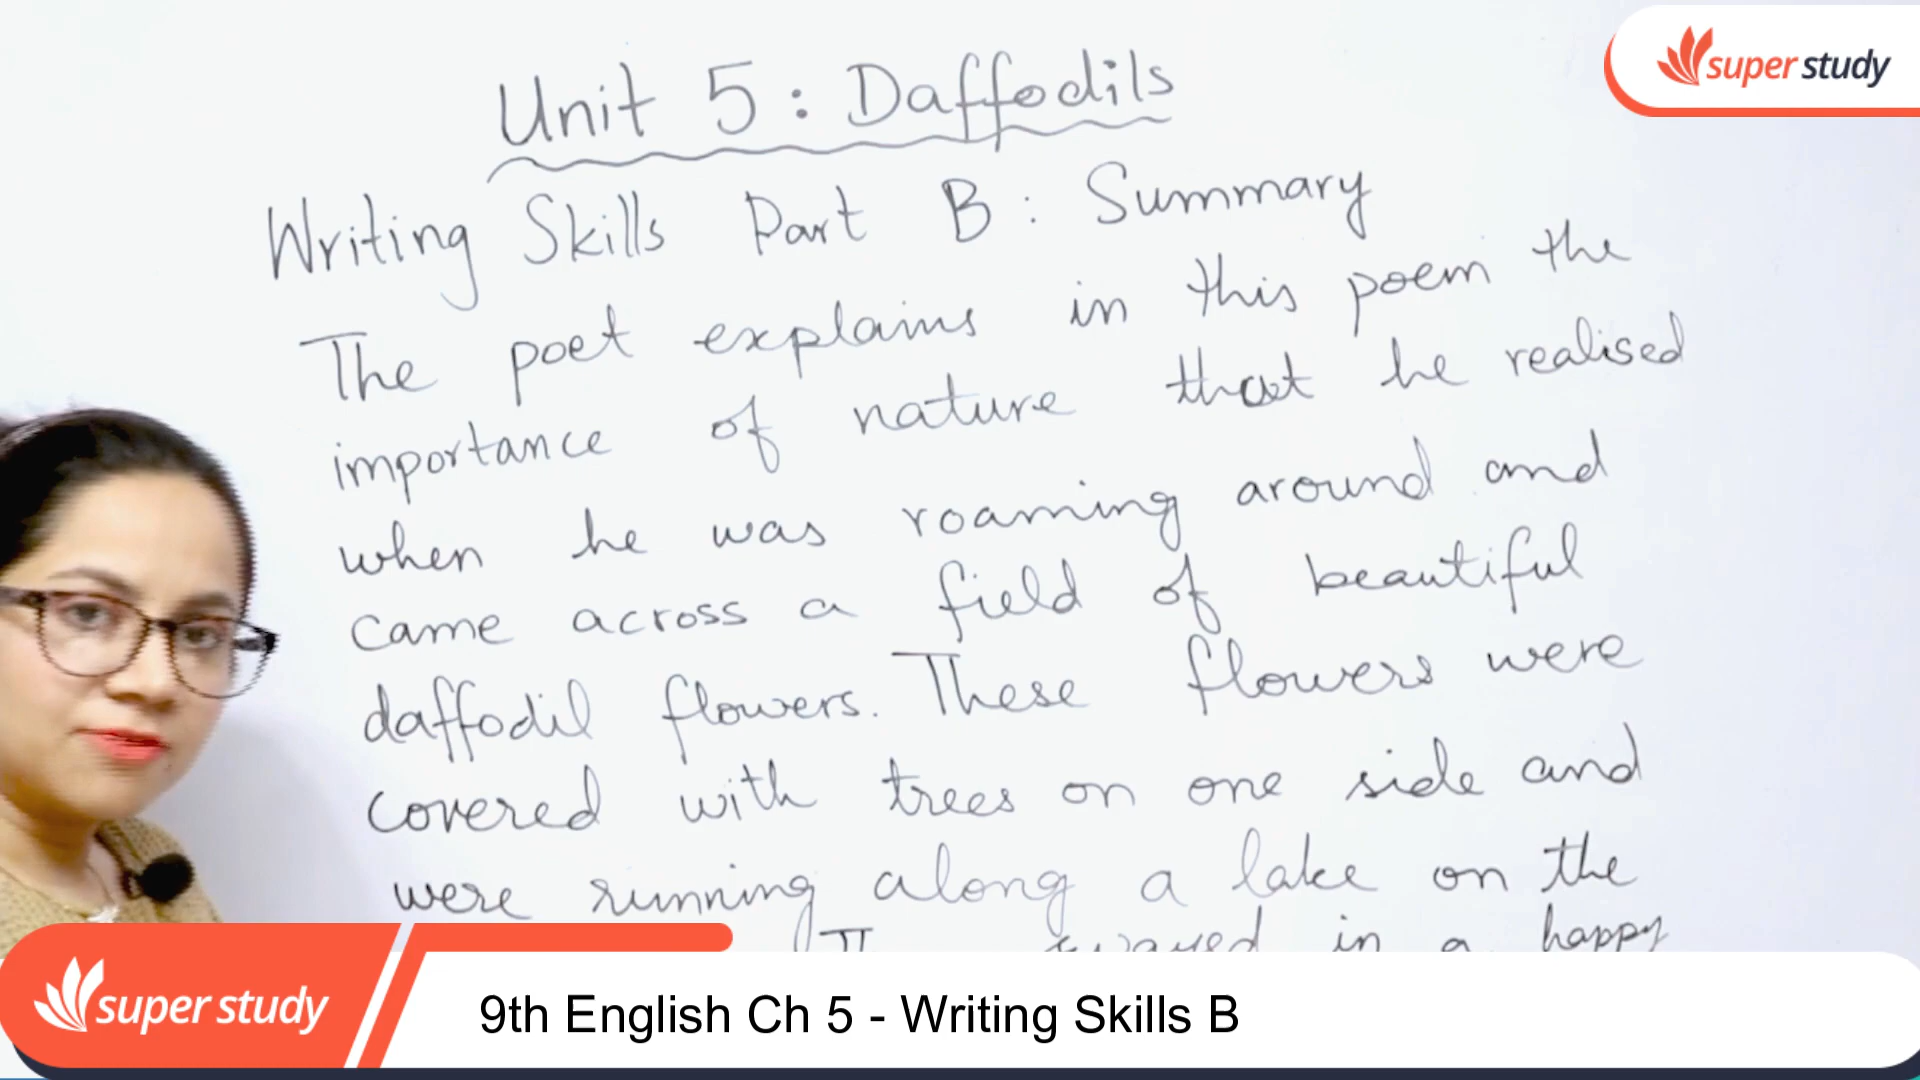 super study
Unit 5 : Daffodils
Writing Skills Part B : Summary
The poet explains in this poem the
importance of nature that he realised
when he was roaming around and
came across a field of beautiful
daffodil flowers. These flowers were
covered with trees on one side and
were running along a lake on the
swayed in a happy
super study
9th English Ch 5 - Writing Skills B